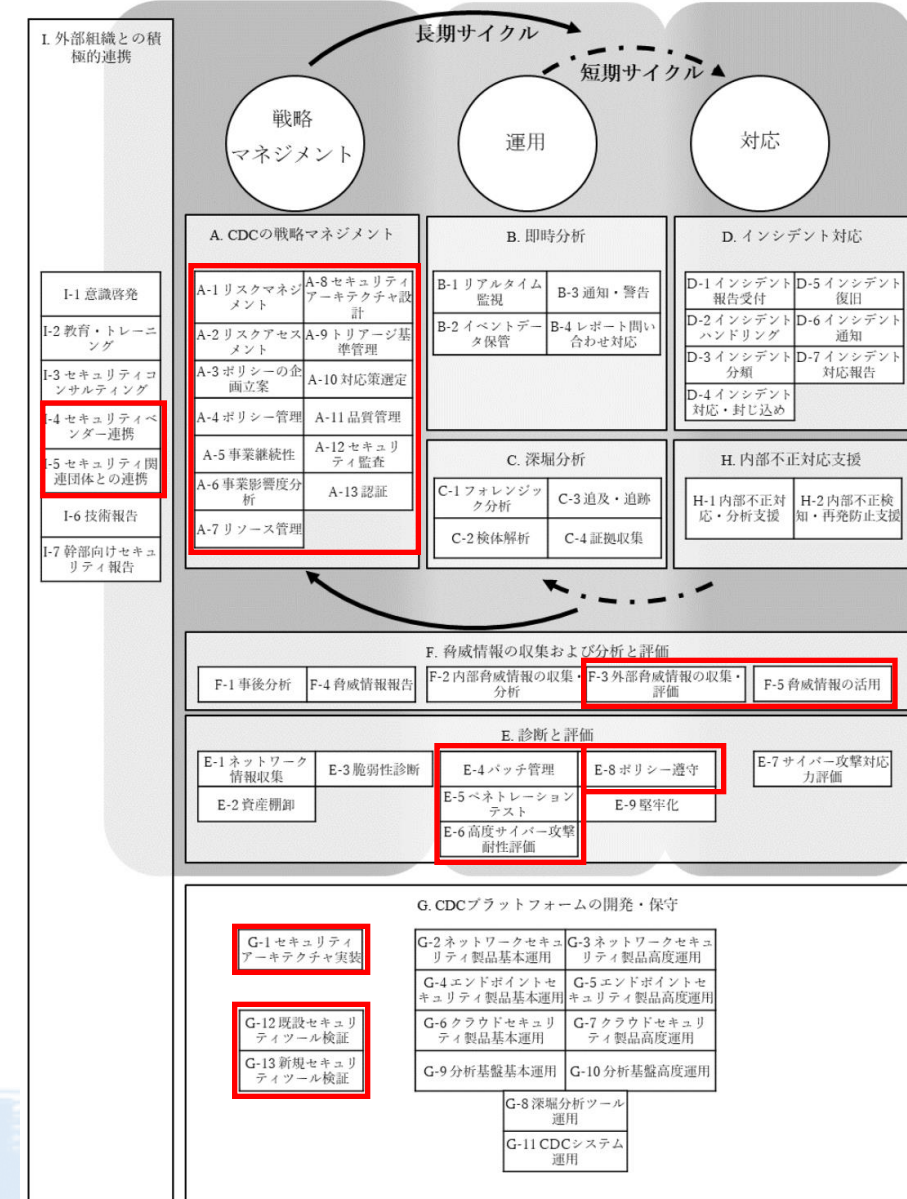 I. 外部組織との積
極的連携
長期サイクル
短期サイクル
戦略
マネジメント
運用
対応
I-1 意識啓発
I-2 教育・トレーニ
ング
I-3 セキュリティコ
ンサルティング
I-4 セキュリティベ
ンダー連携
I-5 セキュリティ関
連団体との連携
I-6 技術報告
I-7 幹部向けセキュ
リティ報告
A. CDCの戦略マネジメント
A-1 リスクマネジ
メント
A-2 リスクアセス
メント
A-3 ポリシーの企
画立案
A-4 ポリシー管理
A-5 事業継続性
A-6 事業影響度分
析
A-7 リソース管理
A-8 セキュリティ
アーキテクチャ設
計
A-9 トリアージ基
準管理
A-10 対応策選定
A-11 品質管理
A-12 セキュリ
ティ監査
A-13 認証
B. 即時分析
B-1 リアルタイム
監視
B-2 イベントデー
タ保管
B-3 通知・警告
B-4 レポート問い
合わせ対応
C. 深堀分析
C-1 フォレンジッ
ク分析
C-2 検体解析
C-3 追及・追跡
C-4 証拠収集
D. インシデント対応
D-1 インシデント
報告受付
D-2 インシデント
ハンドリング
D-3 インシデント
分類
D-4 インシデント
対応・封じ込め
D-5 インシデント
復旧
D-6 インシデント
通知
D-7 インシデント
対応報告
H. 内部不正対応支援
H-1 内部不正対
応・分析支援
H-2 内部不正検
知・再発防止支援
F. 脅威情報の収集および分析と評価
F-1 事後分析
F-4 脅威情報報告
F-2 内部脅威情報の収集・
分析
F-3 外部脅威情報の収集・
評価
F-5 脅威情報の活用
E. 診断と評価
E-1 ネットワーク
情報収集
E-2 資産棚卸
E-3 脆弱性診断
E-4 パッチ管理
E-5 ペネトレーション
テスト
E-6 高度サイバー攻撃
耐性評価
E-8 ポリシー遵守
E-9 堅牢化
E-7 サイバー攻撃対応
力評価
G. CDCプラットフォームの開発・保守
G-1 セキュリティ
アーキテクチャ実装
G-12 既設セキュリ
ティツール検証
G-13 新規セキュリ
ティツール検証
G-2 ネットワークセキュ
リティ製品基本運用
G-3 ネットワークセキュ
リティ製品高度運用
G-4 エンドポイントセ
キュリティ製品基本運用
G-5 エンドポイントセ
キュリティ製品高度運用
G-6 クラウドセキュリ
ティ製品基本運用
G-7 クラウドセキュリ
ティ製品高度運用
G-9 分析基盤基本運用
G-10 分析基盤高度運用
G-8 深堀分析ツール
運用
G-11 CDCシステム
運用